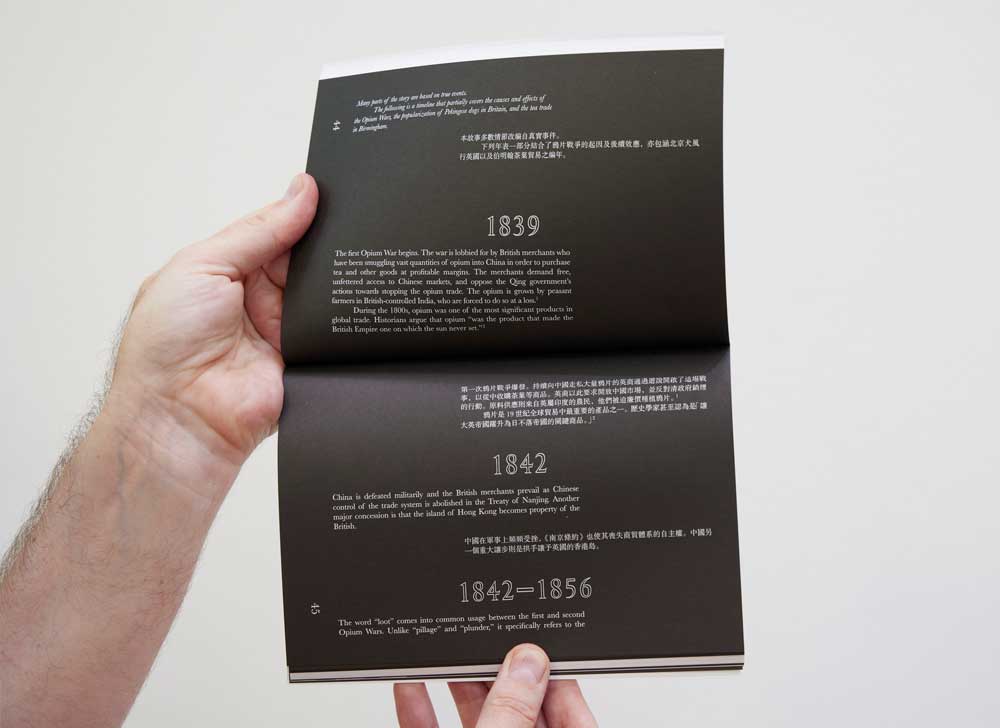 Many parts of the story are based on true events.
The following is a timeline that partially covers the causes and effects of
the Opium Wars, the popularization of Pekingese dogs in Britain, and the tea trade
in Birmingham.
44
本故事多數情節改編自真實事件。
下列年表一部分結合了鴉片戰爭的起因及後續效應，亦包涵北京犬風
行英國以及伯明翰茶葉貿易之編年。
1839
The first Opium War begins. The war is lobbied for by British merchants who
have been smuggling vast quantities of opium into China in order to purchase
tea and other goods at profitable margins. The merchants demand free,
unfettered access to Chinese markets, and oppose the Qing government's
actions towards stopping the opium trade. The opium is grown by peasant
farmers in British-controlled India, who are forced to do so at a loss.¹
During the 1800s, opium was one of the most significant products in
global trade. Historians argue that opium “was the product that made the
British Empire one on which the sun never set.”²
第一次鴉片戰爭爆發，持續向中國走私大量鴉片的英商通過遊說開啟了這場戰
事，以從中收購茶葉等商品。英商以此要求開放中國市場，並反對清政府銷煙
的行動。原料供應則來自英屬印度的農民，他們被迫廉價種植鴉片。¹
鴉片是 19 世紀全球貿易中最重要的產品之一。歷史學家甚至認為是「讓
大英帝國躍升為日不落帝國的關鍵商品。」²
1842
China is defeated militarily and the British merchants prevail as Chinese
control of the trade system is abolished in the Treaty of Nanjing. Another
major concession is that the island of Hong Kong becomes property of the
British.
中國在軍事上頻頻受挫，《南京條約》也使其喪失商貿體系的自主權。中國另
一個重大讓步則是拱手讓予英國的香港島。
1842—1856
45
The word “loot” comes into common usage between the first and second
Opium Wars. Unlike “pillage” and “plunder,” it specifically refers to the